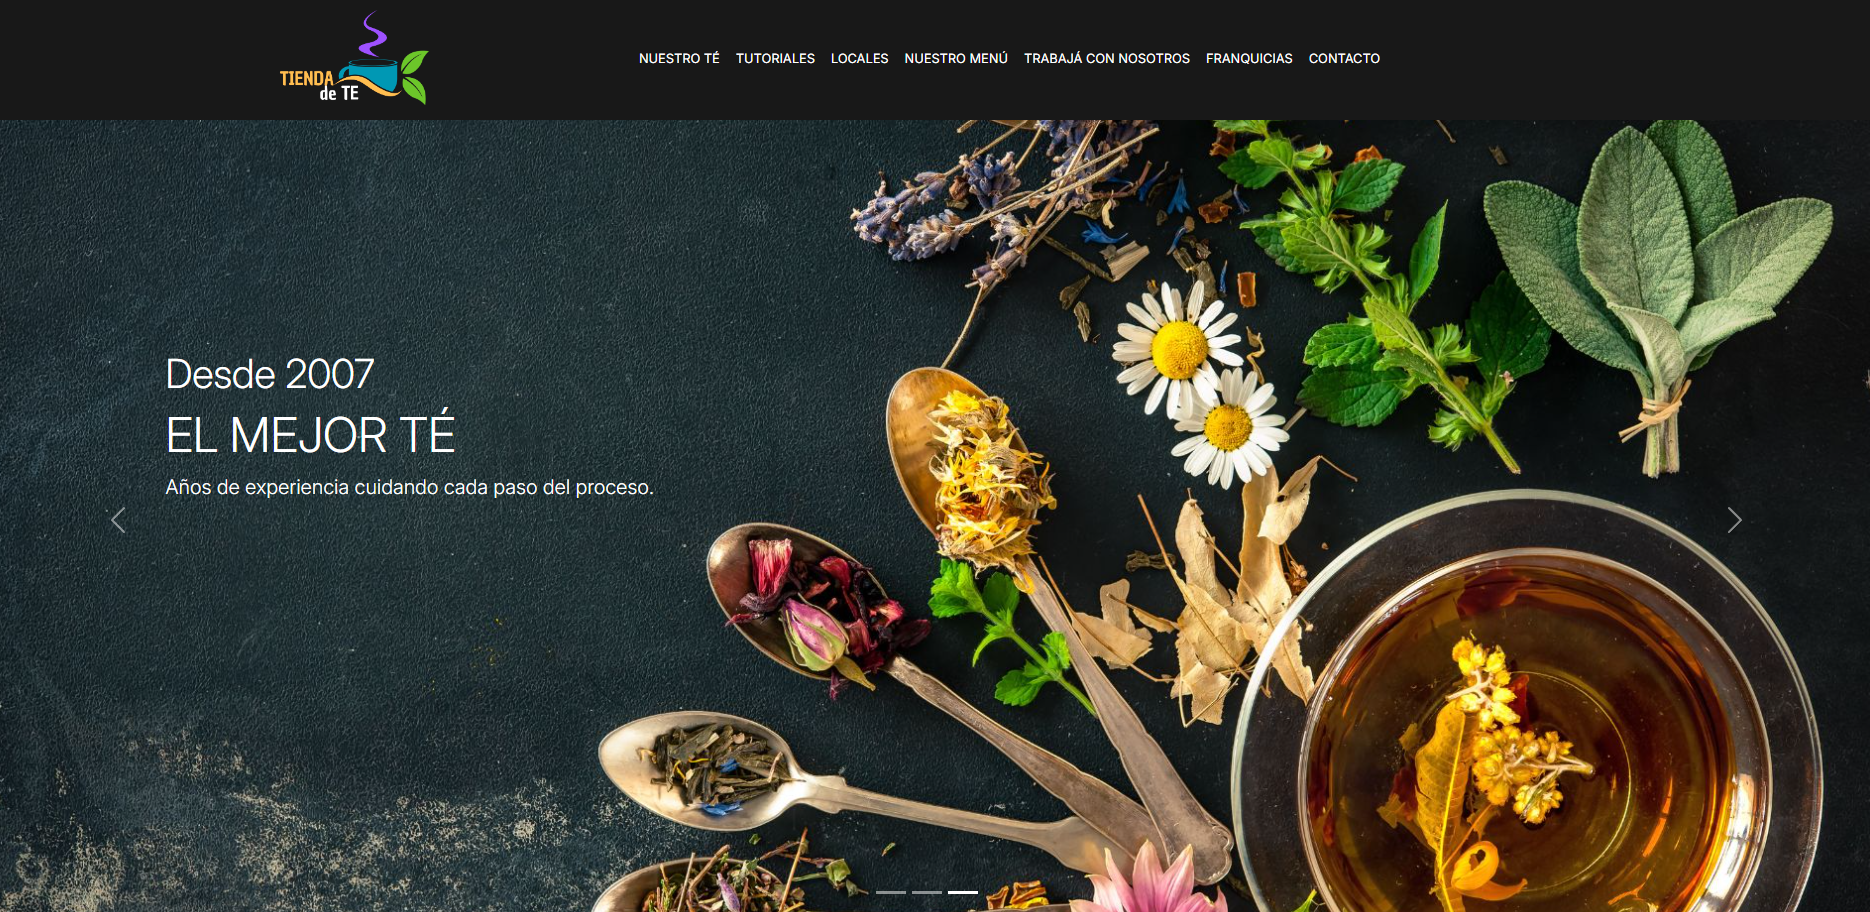 TIENDA
de TE
NUESTRO TÉ TUTORIALES LOCALES NUESTRO MENÚ TRABAJÁ CON NOSOTROS FRANQUICIAS CONTACTO
Desde 2007
EL MEJOR TÉ
Años de experiencia cuidando cada paso del proceso.